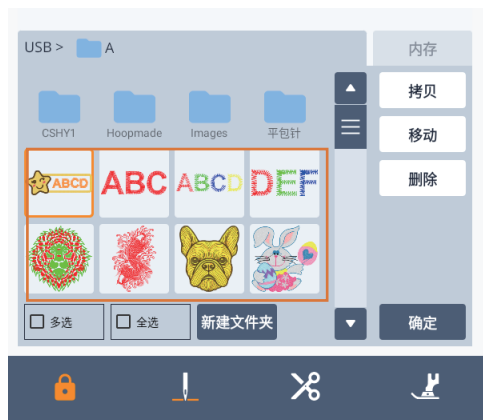 USB > A
内存
拷贝
CSHY1 Hoopmade Images 平包针
移动
ABCD ABC ABCD DEF
删除
多选 全选 新建文件夹 确定